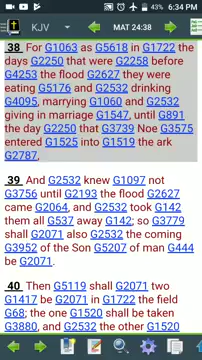 43% 6:34 PM
KJV MAT 24:38
38 For G1063 as G5618 in G1722 the
days G2250 that were G2258 before
G4253 the flood G2627 they were
eating G5176 and G2532 drinking
G4095, marrying G1060 and G2532
giving in marriage G1547, until G891
the day G2250 that G3739 Noe G3575
entered G1525 into G1519 the ark
G2787,
39 And G2532 knew G1097 not
G3756 until G2193 the flood G2627
came G2064, and G2532 took G142
them all G537 away G142; so G3779
shall G2071 also G2532 the coming
G3952 of the Son G5207 of man G444
be G2071.
40 Then G5119 shall G2071 two
G1417 be G2071 in G1722 the field
G68; the one G1520 shall be taken
G3880, and G2532 the other G1520